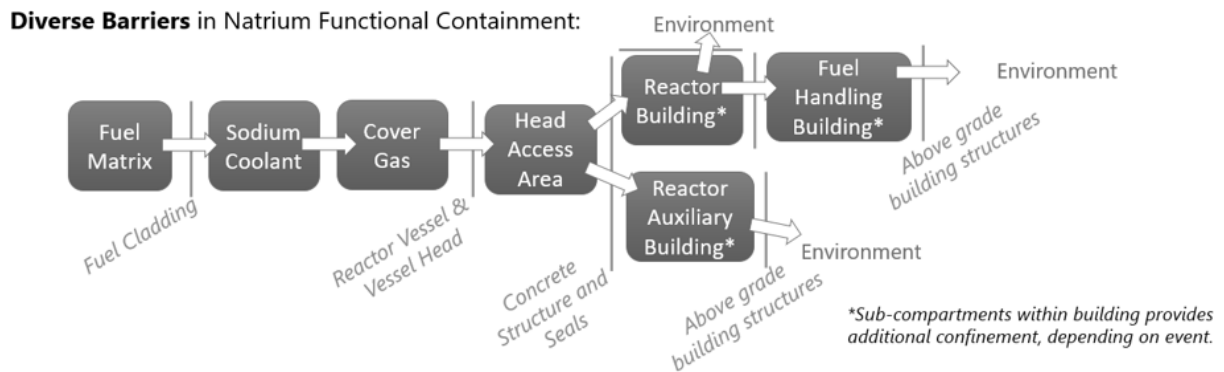 Diverse Barriers in Natrium Functional Containment:
Environment
Fuel
Matrix
Sodium
Coolant
Cover
Gas
Head
Access
Area
Reactor
Building*
Fuel
Handling
Building*
Environment
Reactor
Auxiliary
Building*
Environment
Fuel Cladding
Reactor Vessel &
Vessel Head
Concrete
Structure and
Seals
Above grade
building structures
Above grade
building structures
*Sub-compartments within building provides
additional confinement, depending on event.